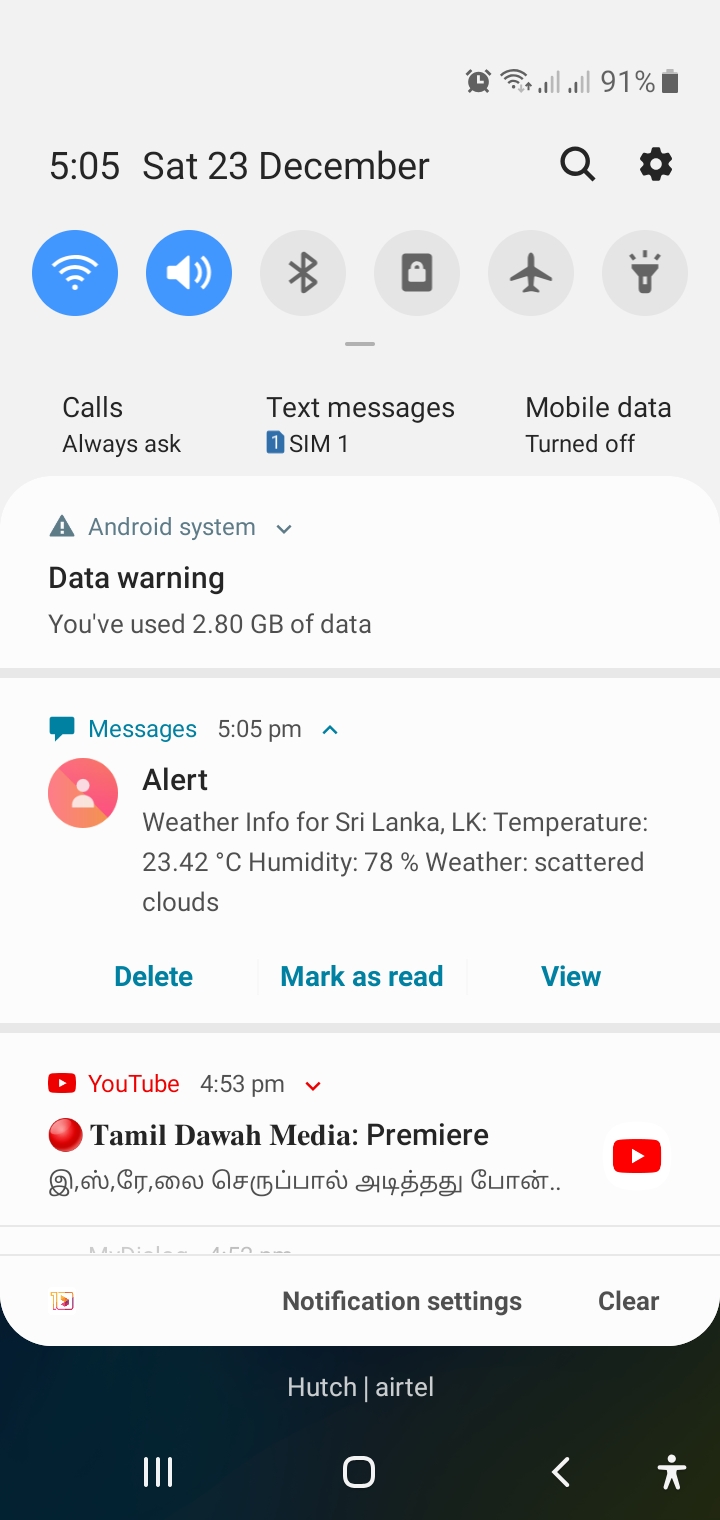 91%
5:05 Sat 23 December
Calls Text messages Mobile data
Always ask 1 SIM 1 Turned off
Android system
Data warning
You've used 2.80 GB of data
Messages 5:05 pm
Alert
Weather Info for Sri Lanka, LK: Temperature:
23.42 °C Humidity: 78 % Weather: scattered
clouds
Delete Mark as read View
YouTube 4:53 pm
🔴 Tamil Dawah Media: Premiere
இ,ஸ்,ரே,லை செருப்பால் அடித்தது போன்..
Notification settings Clear
Hutch | airtel